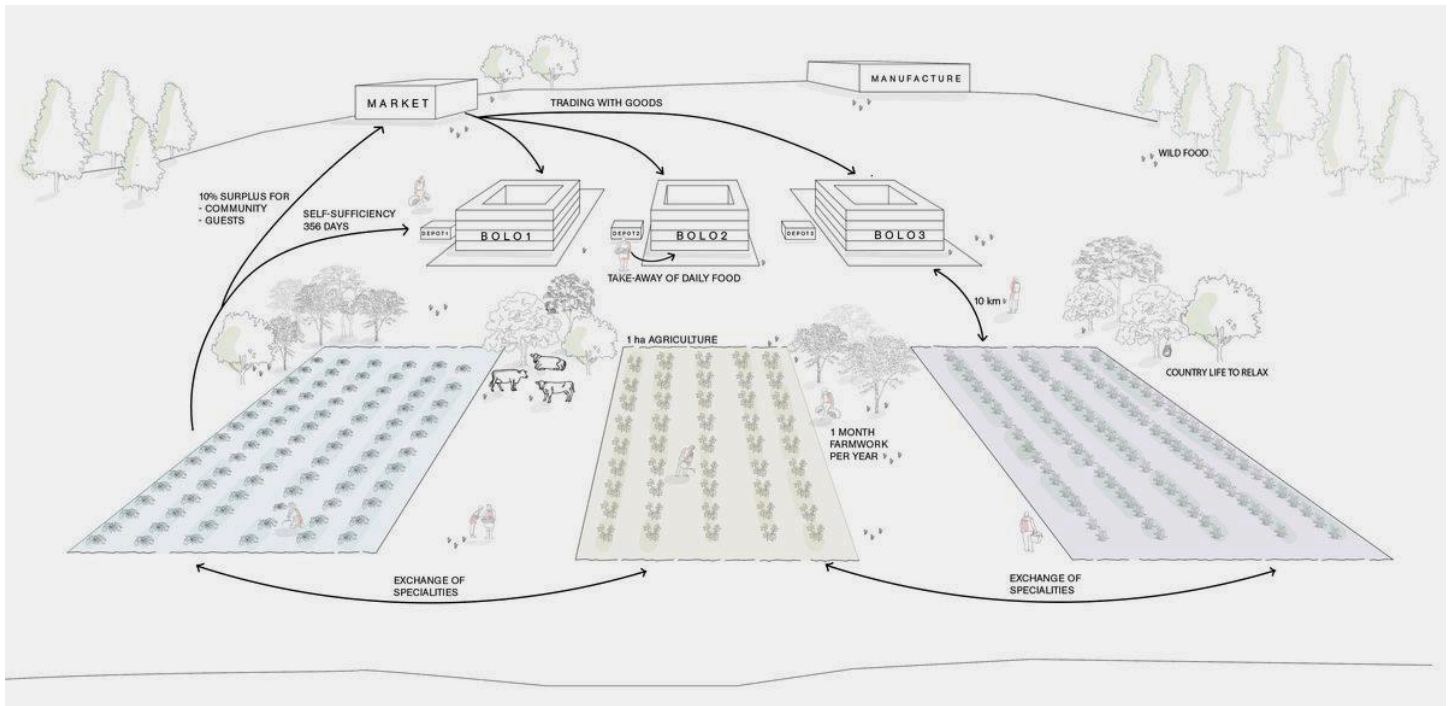 MARKET
MANUFACTURE
TRADING WITH GOODS
WILD FOOD
10% SURPLUS FOR
- COMMUNITY
- GUESTS
SELF-SUFFICIENCY
356 DAYS
DEPOT1
BOLO1
DEPOT2
BOLO2
DEPOT3
BOLO3
TAKE-AWAY OF DAILY FOOD
10 km
1 ha AGRICULTURE
COUNTRY LIFE TO RELAX
1 MONTH
FARMWORK
PER YEAR
EXCHANGE OF
SPECIALITIES
EXCHANGE OF
SPECIALITIES